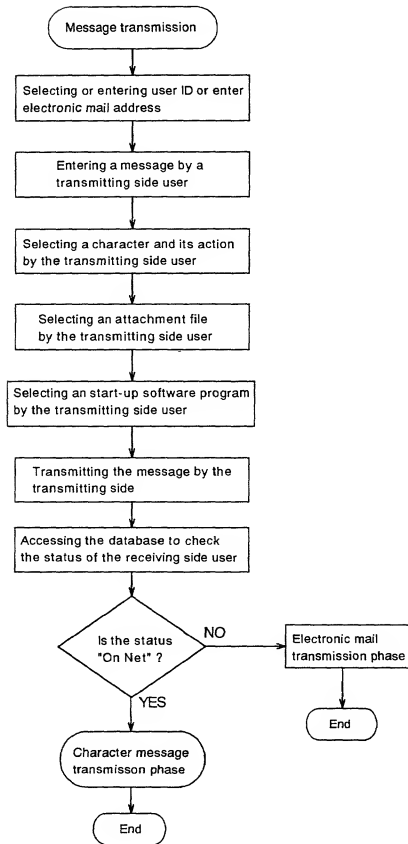 Message transmission
Selecting or entering user ID or enter
electronic mail address
Entering a message by a
transmitting side user
Selecting a character and its action
by the transmitting side user
Selecting an attachment file
by the transmitting side user
Selecting an start-up software program
by the transmitting side user
Transmitting the message by the
transmitting side
Accessing the database to check
the status of the receiving side user
Is the status
"On Net" ?
NO
Electronic mail
transmission phase
End
YES
Character message
transmisson phase
End